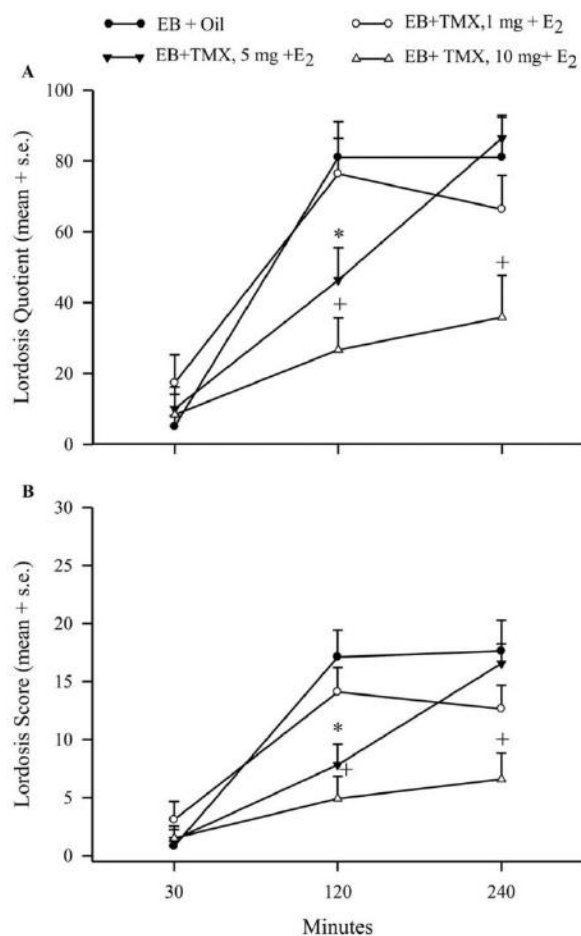 EB + Oil
EB+TMX,1 mg + E2
EB+TMX, 5 mg +E2
EB+ TMX, 10 mg+ E2
A
Lordosis Quotient (mean + s.e.)
100
80
60
40
20
0
*
+
+
B
Lordosis Score (mean + s.e.)
30
25
20
15
10
5
0
*
+
+
30
120
240
Minutes